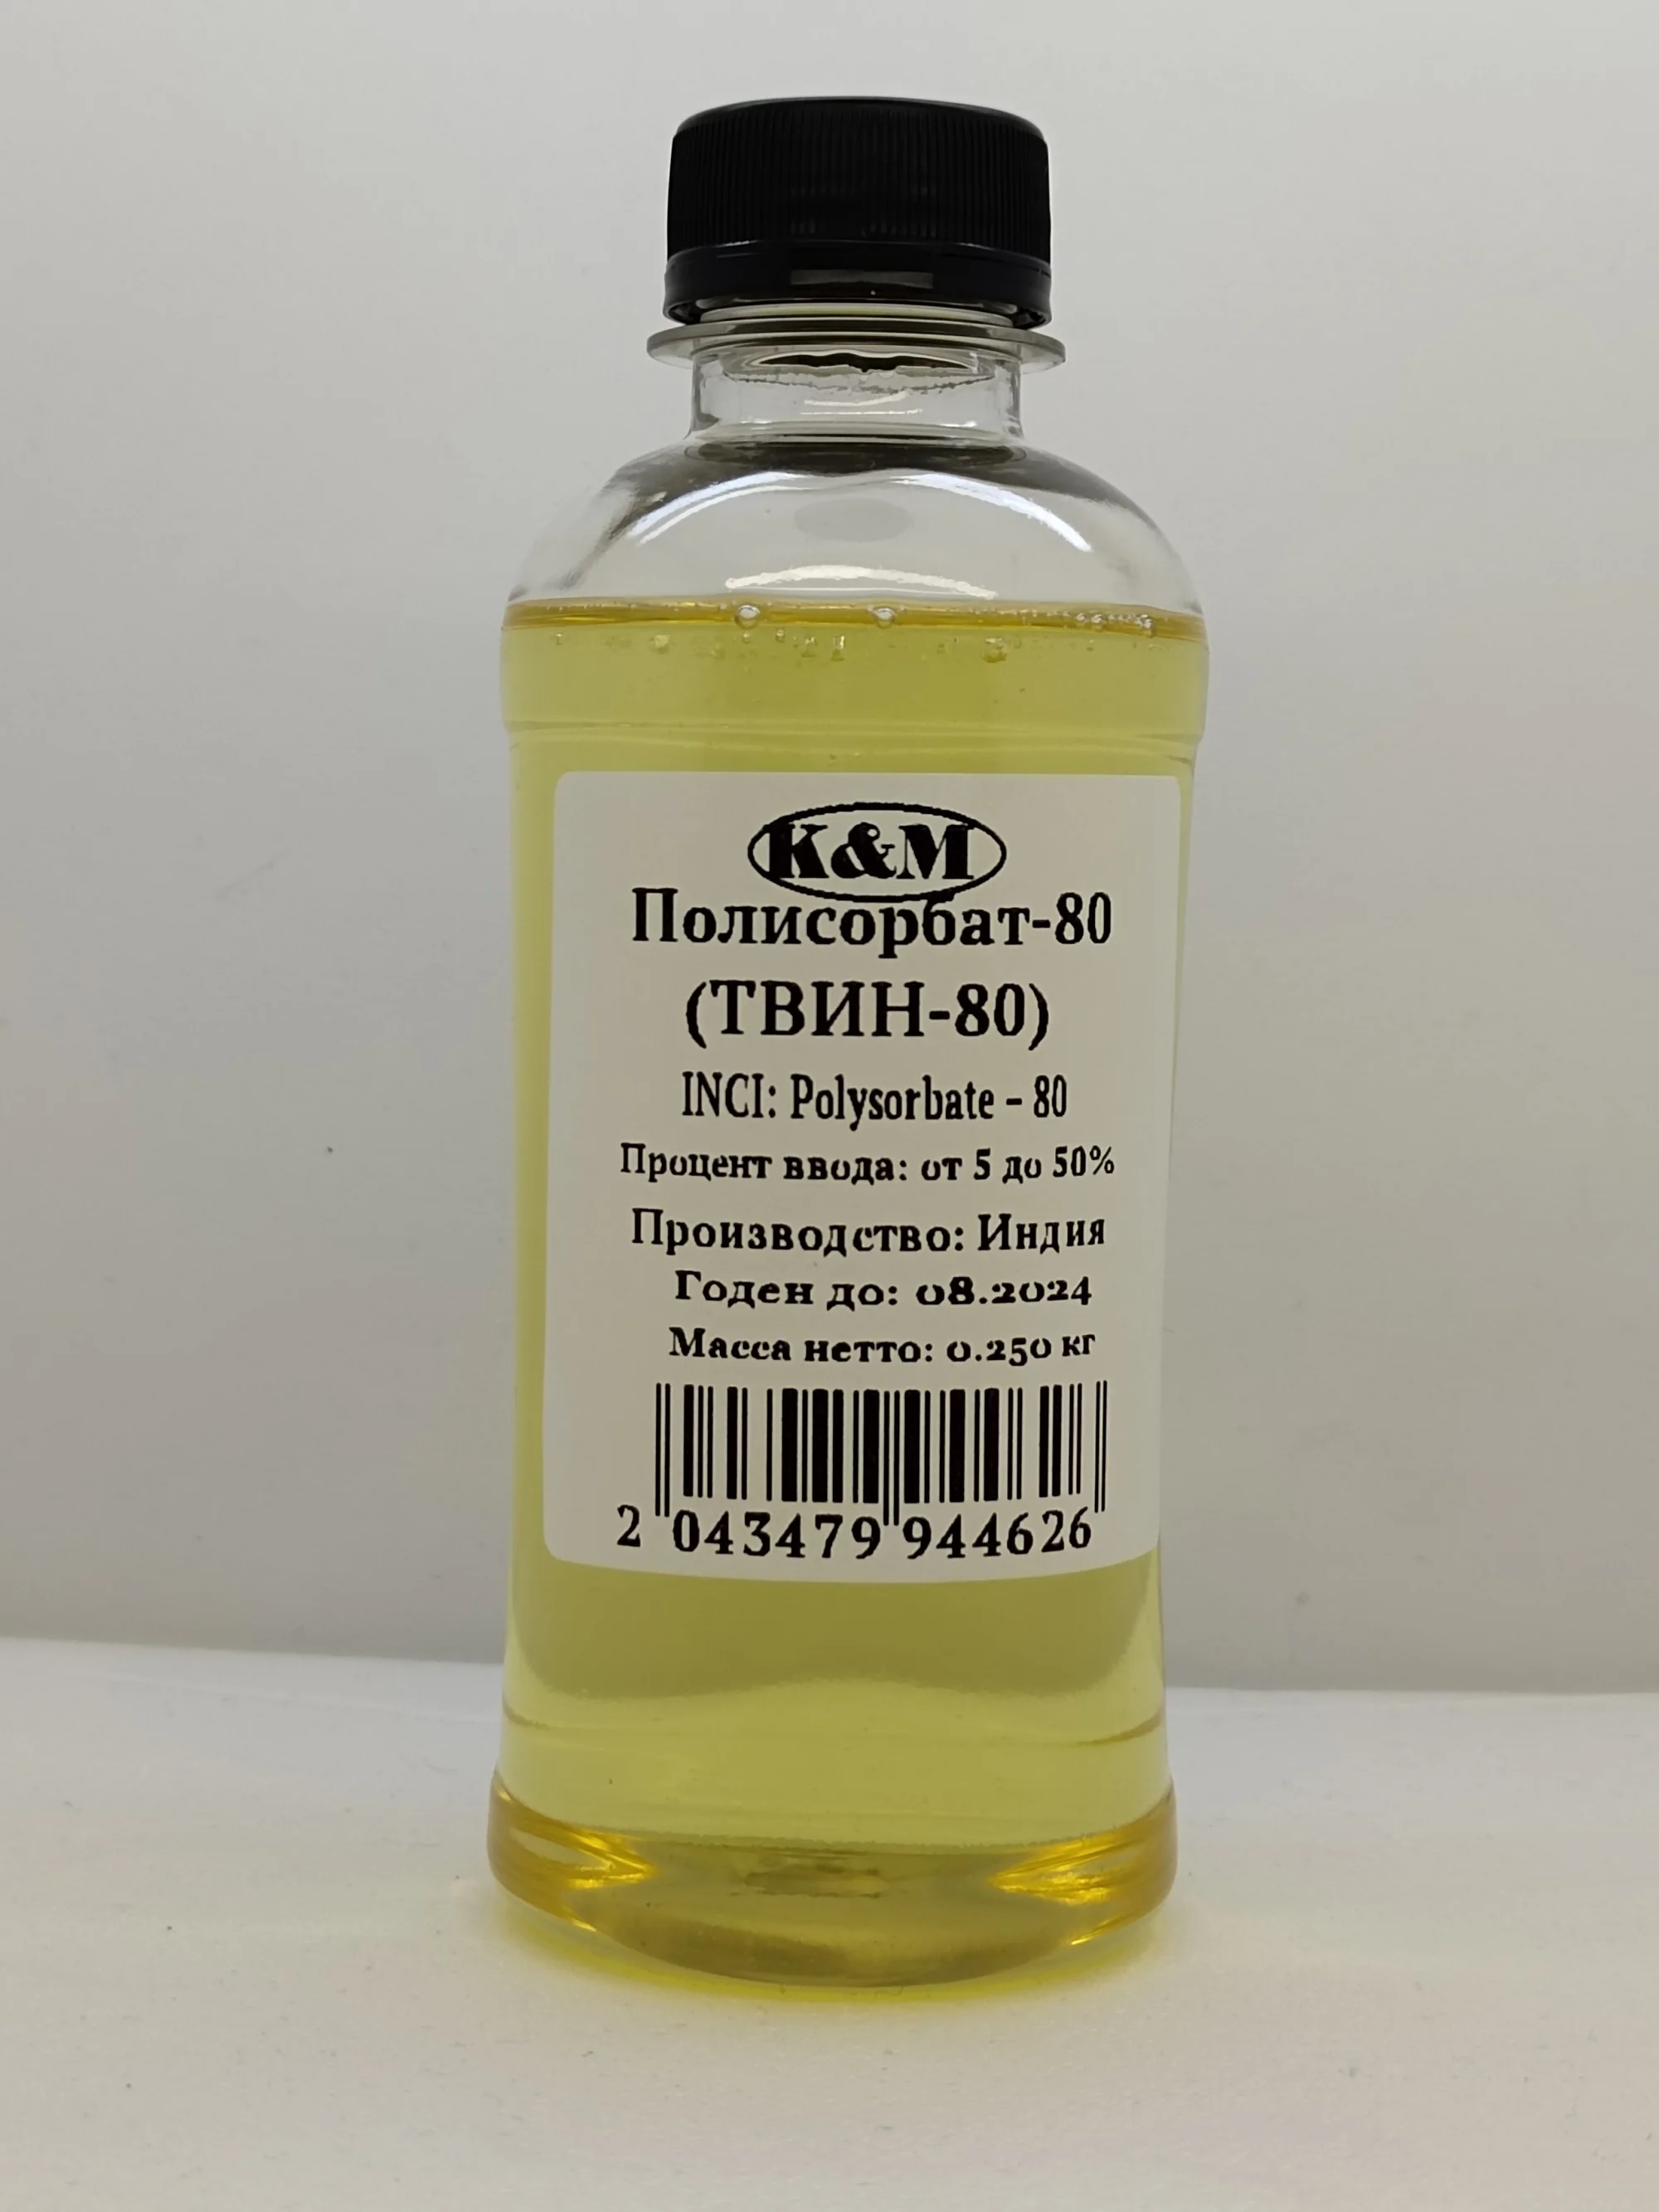 K&M
Полисорбат-80
(ТВИН-80)
INCI: Polysorbate - 80
Процент ввода: от 5 до 50%
Производство: Индия
Годен до: 08.2024
Масса нетто: 0.250 кг
2 043479 944626